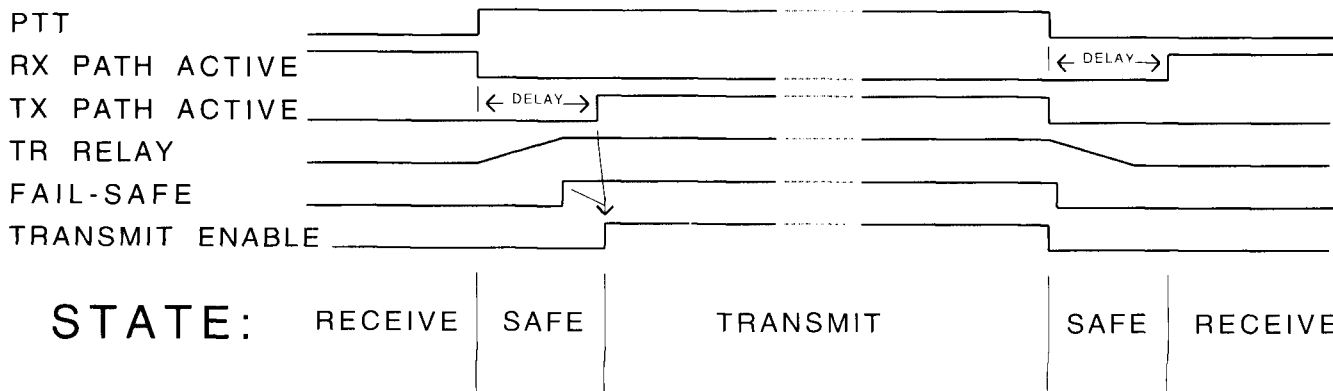 PTT
RX PATH ACTIVE
← DELAY →
TX PATH ACTIVE
← DELAY →
TR RELAY
FAIL-SAFE
TRANSMIT ENABLE
STATE: RECEIVE SAFE TRANSMIT SAFE RECEIVE